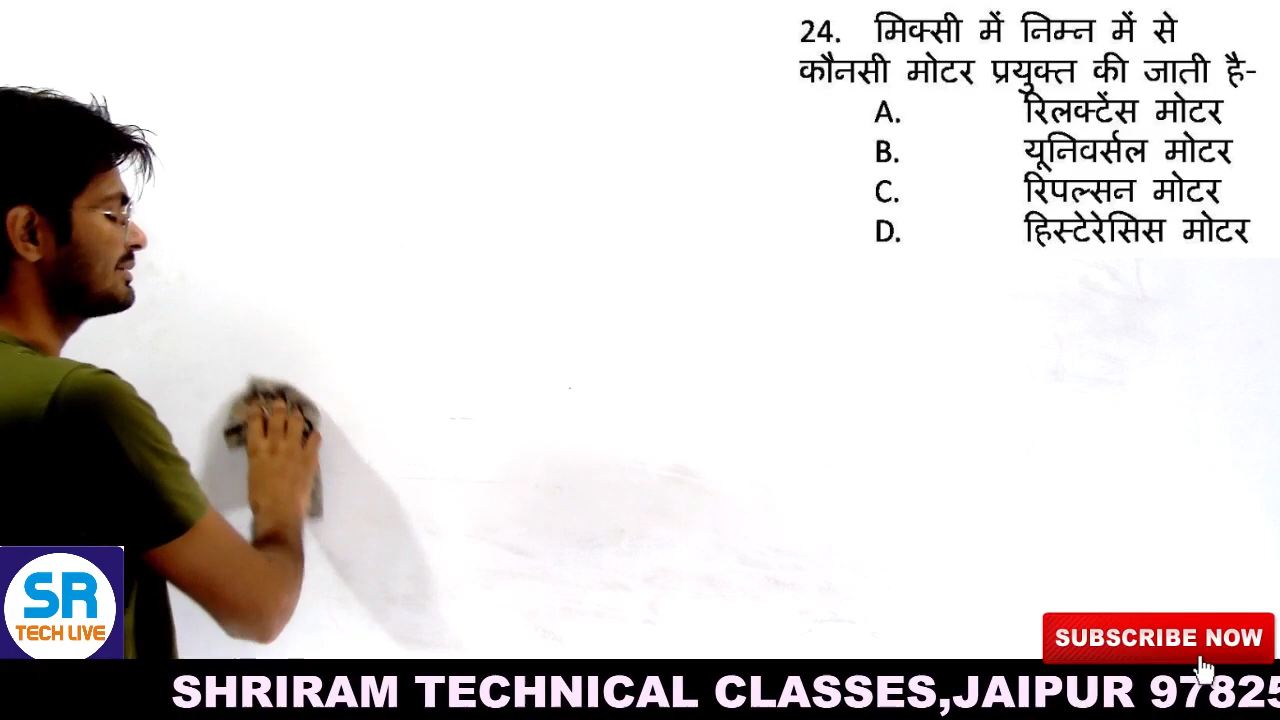 24. मिक्सी में निम्न में से
कौनसी मोटर प्रयुक्त की जाती है-
A. रिलक्टेंस मोटर
B. यूनिवर्सल मोटर
C. रिपल्सन मोटर
D. हिस्टेरेसिस मोटर
SR
TECH LIVE
SUBSCRIBE NOW
SHRIRAM TECHNICAL CLASSES,JAIPUR 97825